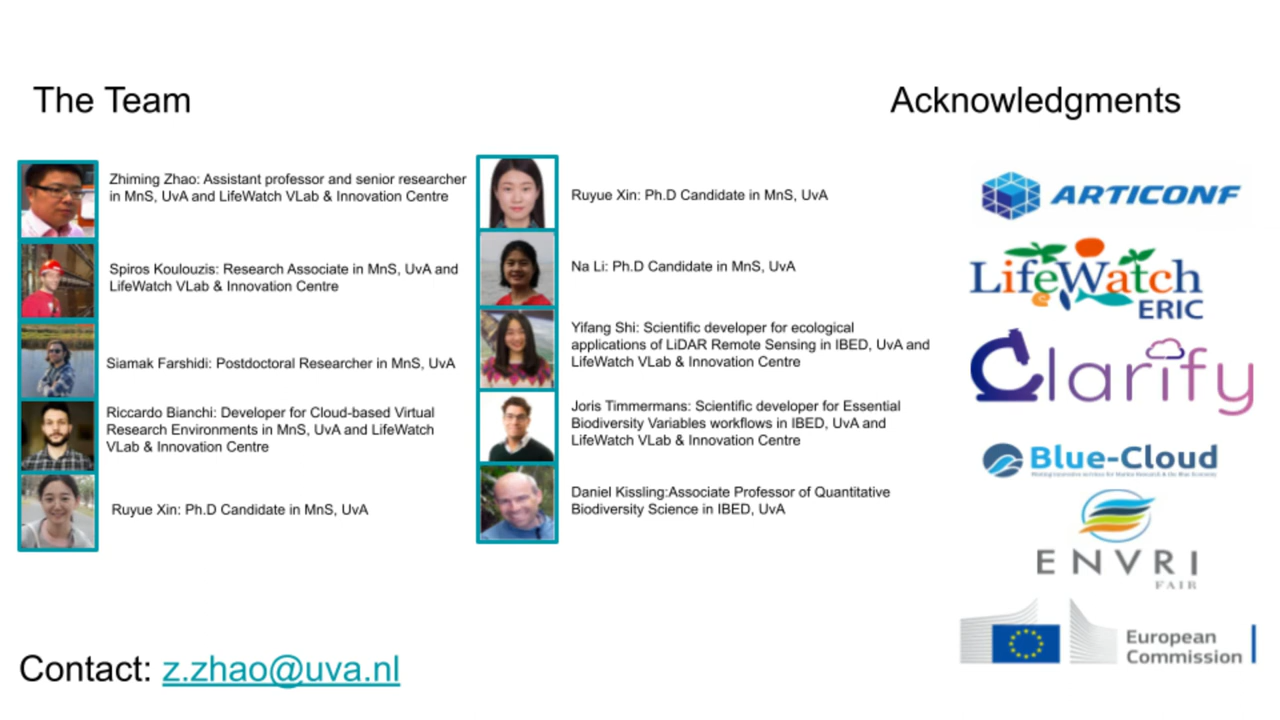 The Team
Acknowledgments
Zhiming Zhao: Assistant professor and senior researcher
in MnS, UvA and LifeWatch VLab & Innovation Centre
Spiros Koulouzis: Research Associate in MnS, UvA and
LifeWatch VLab & Innovation Centre
Siamak Farshidi: Postdoctoral Researcher in MnS, UvA
Riccardo Bianchi: Developer for Cloud-based Virtual
Research Environments in MnS, UvA and LifeWatch
VLab & Innovation Centre
Ruyue Xin: Ph.D Candidate in MnS, UvA
Ruyue Xin: Ph.D Candidate in MnS, UvA
Na Li: Ph.D Candidate in MnS, UvA
Yifang Shi: Scientific developer for ecological
applications of LiDAR Remote Sensing in IBED, UvA and
LifeWatch VLab & Innovation Centre
Joris Timmermans: Scientific developer for Essential
Biodiversity Variables workflows in IBED, UvA and
LifeWatch VLab & Innovation Centre
Daniel Kissling:Associate Professor of Quantitative
Biodiversity Science in IBED, UvA
ARTICONF
LifeWatch
ERIC
Clarify
Blue-Cloud
ENVRI
FAIR
European
Commission
Contact: z.zhao@uva.nl